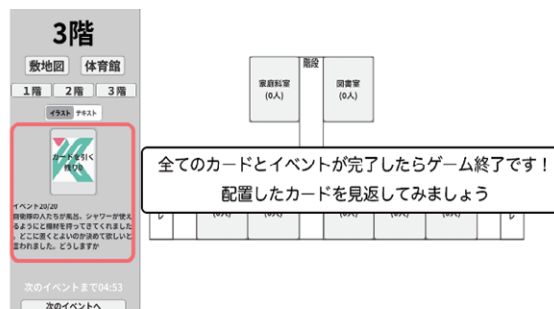 3階
敷地図 体育館
1階 2階 3階
イラスト テキスト
カードを引く
残り0
イベント20/20
自衛隊の人たちが風呂、シャワーが使え
るようにと機材を持ってきてくれました
。どこに置くとよいのか決めて欲しいと
言われました。どうしますか
次のイベントまで04:53
次のイベントへ
階段
家庭科室
(0人)
図書室
(0人)
全てのカードとイベントが完了したらゲーム終了です！
配置したカードを見返してみましょう